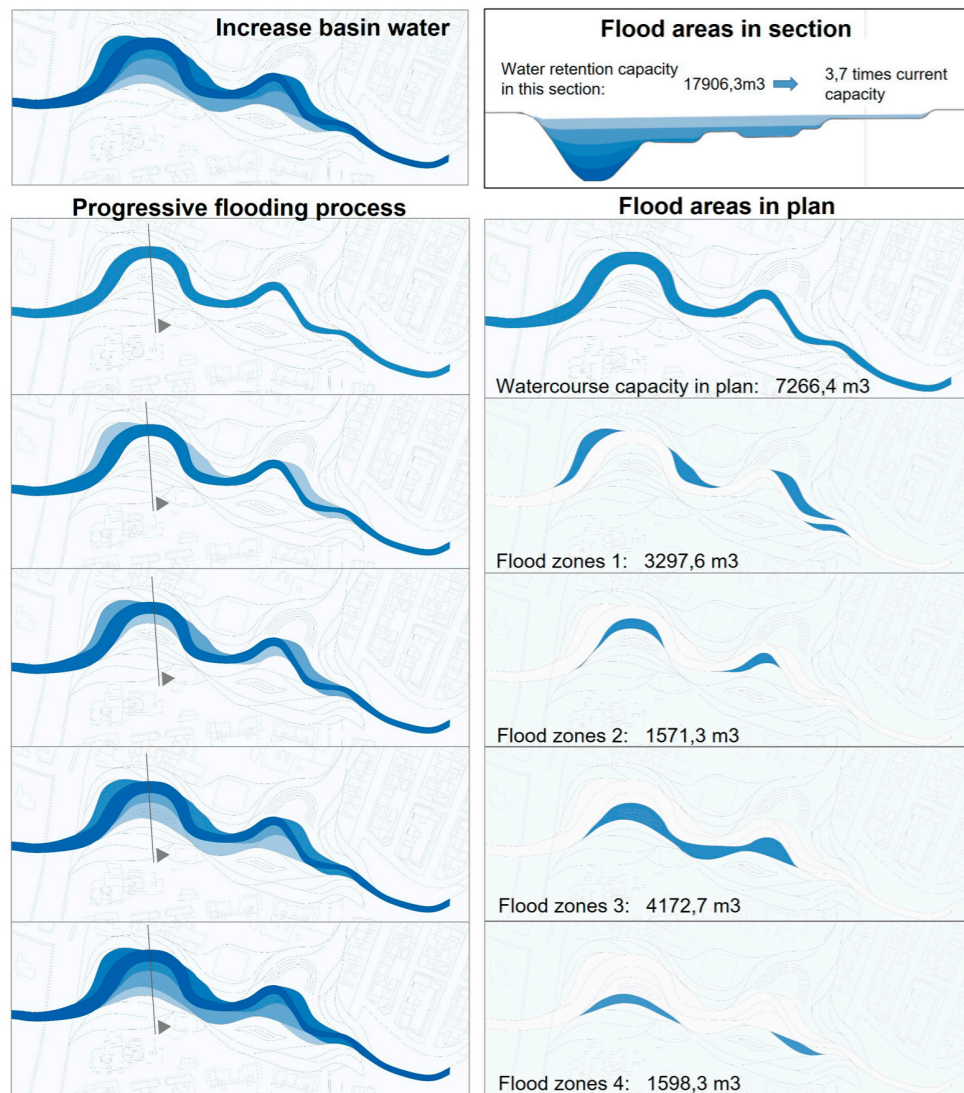 Increase basin water
Flood areas in section
Water retention capacity
in this section:
17906,3m3
3,7 times current
capacity
Progressive flooding process
Flood areas in plan
Watercourse capacity in plan: 7266,4 m3
Flood zones 1: 3297,6 m3
Flood zones 2: 1571,3 m3
Flood zones 3: 4172,7 m3
Flood zones 4: 1598,3 m3